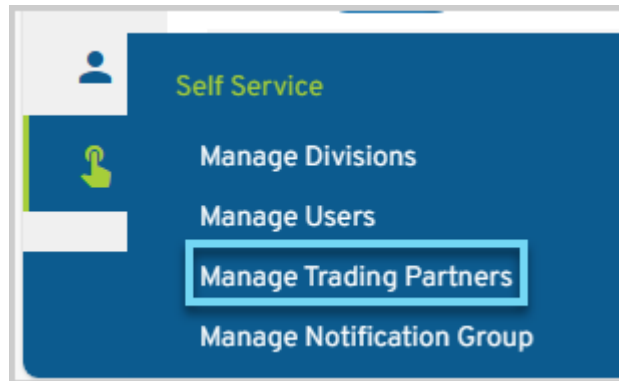 Self Service
Manage Divisions
Manage Users
Manage Trading Partners
Manage Notification Group